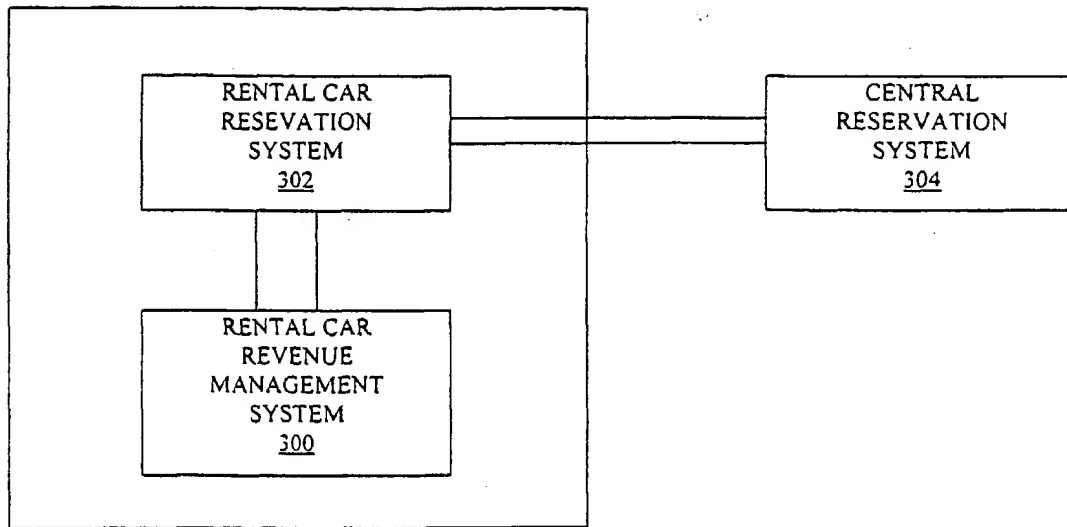 RENTAL CAR
RESEVATION
SYSTEM
302
CENTRAL
RESERVATION
SYSTEM
304
RENTAL CAR
REVENUE
MANAGEMENT
SYSTEM
300